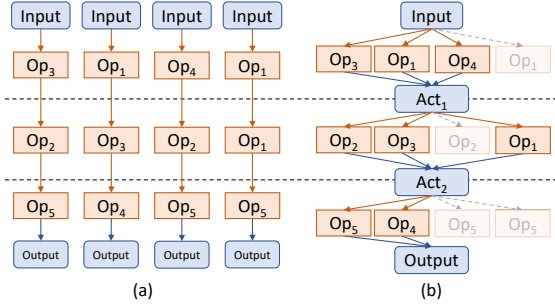 Input Input Input Input Input
Op₃ Op₁ Op₄ Op₁ Op₃ Op₁ Op₄ Op₁
Act₁
Op₂ Op₃ Op₂ Op₁ Op₂ Op₃ Op₂ Op₁
Act₂
Op₅ Op₄ Op₅ Op₅ Op₅ Op₄ Op₅ Op₅
Output Output Output Output Output
(a) (b)